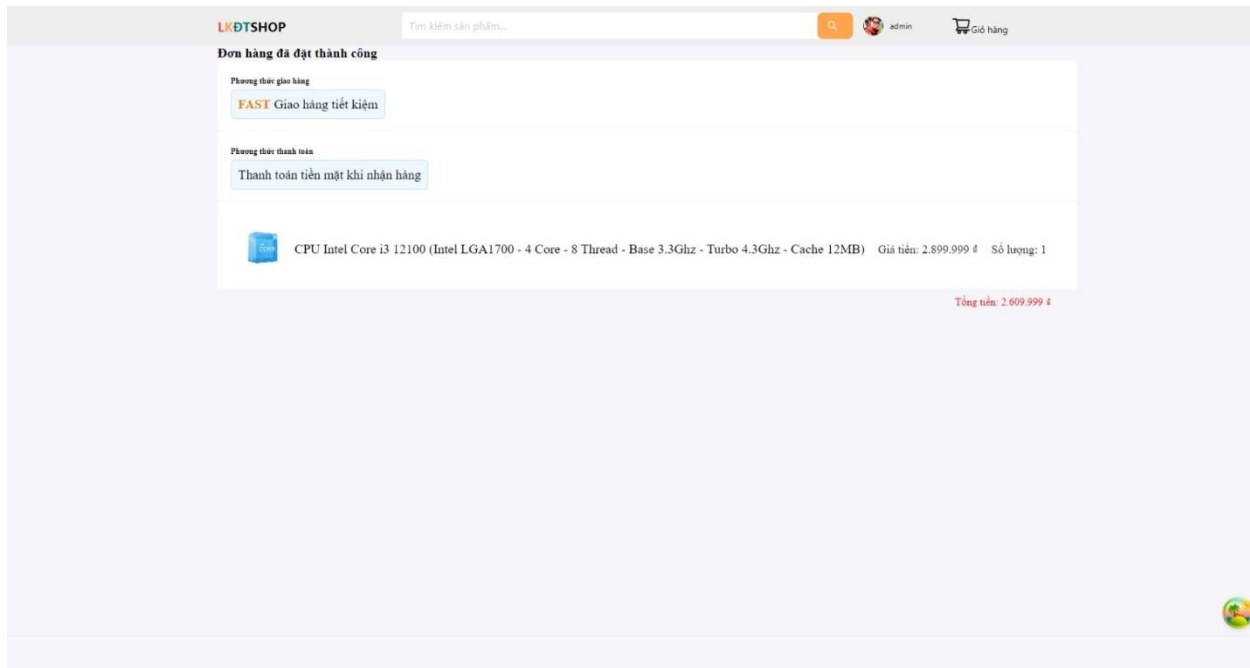 LKĐTSHOP
Tìm kiếm sản phẩm...
admin
Giỏ hàng
Đơn hàng đã đặt thành công
Phương thức giao hàng
FAST Giao hàng tiết kiệm
Phương thức thanh toán
Thanh toán tiền mặt khi nhận hàng
CPU Intel Core i3 12100 (Intel LGA1700 - 4 Core - 8 Thread - Base 3.3Ghz - Turbo 4.3Ghz - Cache 12MB) Giá tiền: 2.899.999 ₫ Số lượng: 1
Tổng tiền: 2.609.999 ₫